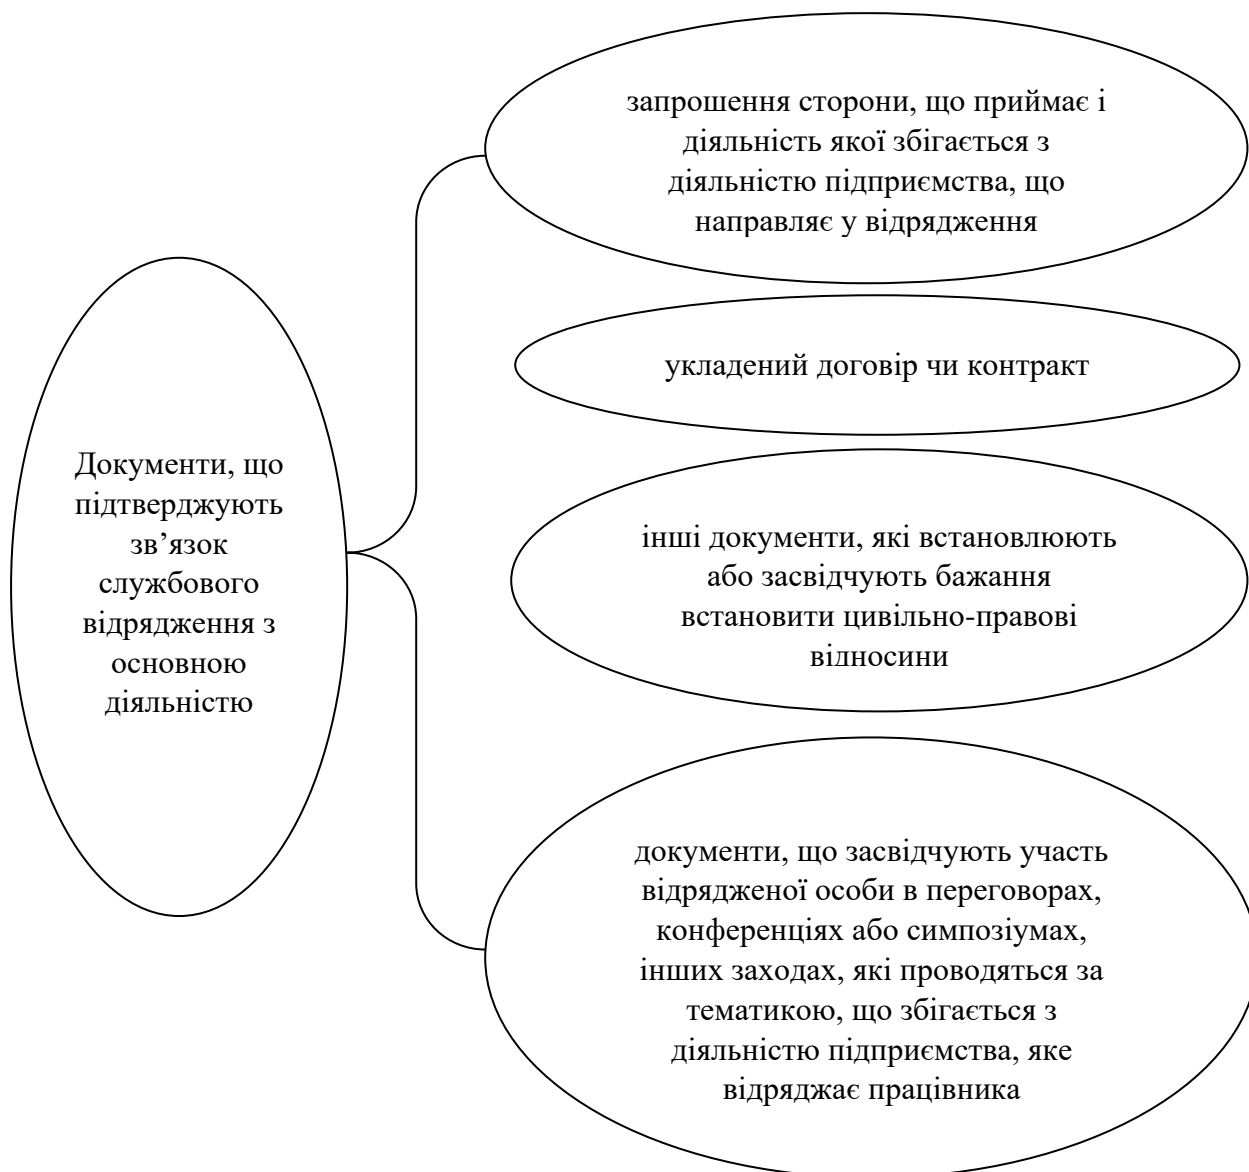 запрошення сторони, що приймає і
діяльність якої збігається з
діяльністю підприємства, що
направляє у відрядження
укладений договір чи контракт
Документи, що
підтверджують
зв’язок
службового
відрядження з
основною
діяльністю
інші документи, які встановлюють
або засвідчують бажання
встановити цивільно-правові
відносини
документи, що засвідчують участь
відрядженої особи в переговорах,
конференціях або симпозіумах,
інших заходах, які проводяться за
тематикою, що збігається з
діяльністю підприємства, яке
відряджає працівника